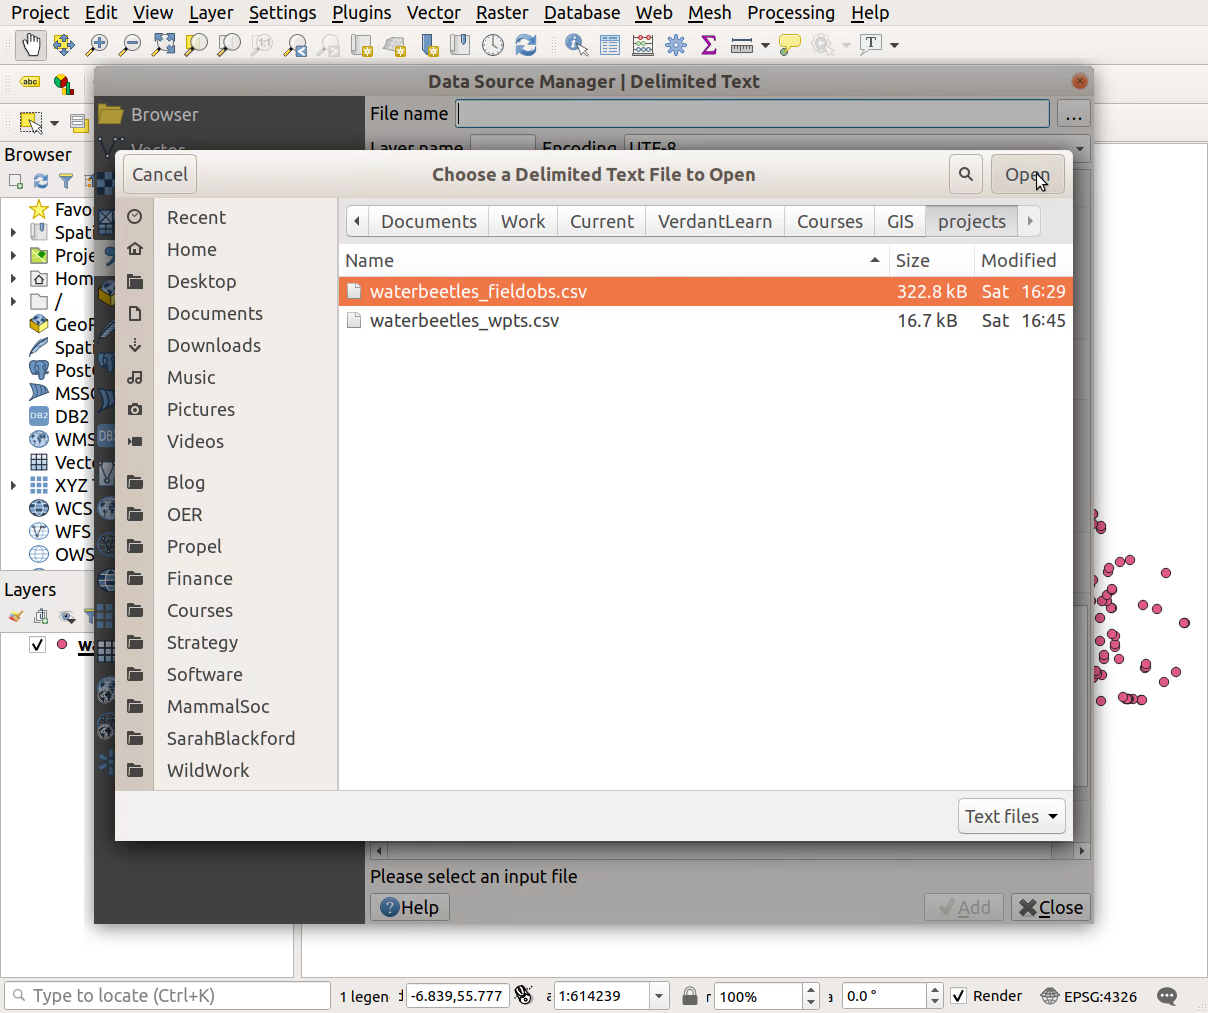 Project Edit View Layer Settings Plugins Vector Raster Database Web Mesh Processing Help
abc
Data Source Manager | Delimited Text
Browser
File name
...
Vector
Layer name
Encoding UTF-8
Browser
Cancel
Choose a Delimited Text File to Open
Open
Favo
Spati
Proje
Hom
/
GeoP
Spati
Post
MSSQ
DB2
DB2
WMS
Vecto
XYZ
WCS
WFS
OWS
Recent
Home
Desktop
Documents
Downloads
Music
Pictures
Videos
Blog
OER
Propel
Finance
Courses
Strategy
Software
MammalSoc
SarahBlackford
WildWork
Documents Work Current VerdantLearn Courses GIS projects
Name Size Modified
waterbeetles_fieldobs.csv 322.8 kB Sat 16:29
waterbeetles_wpts.csv 16.7 kB Sat 16:45
Text files
Layers
wa
Please select an input file
Help
Add
Close
Type to locate (Ctrl+K)
1 legen
-6.839,55.777
1:614239
100%
0.0 °
Render
EPSG:4326